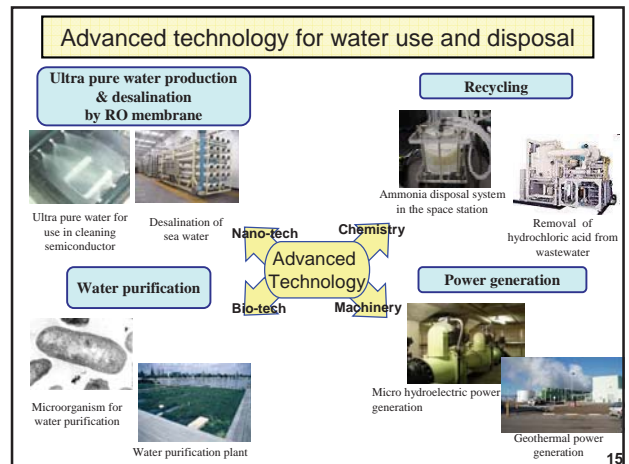 Advanced technology for water use and disposal
Ultra pure water production
& desalination
by RO membrane
Ultra pure water for
use in cleaning
semiconductor
Desalination of
sea water
Recycling
Ammonia disposal system
in the space station
Removal of
hydrochloric acid from
wastewater
Nano-tech
Chemistry
Advanced
Technology
Bio-tech
Machinery
Water purification
Microorganism for
water purification
Water purification plant
Power generation
Micro hydroelectric power
generation
Geothermal power
generation
15